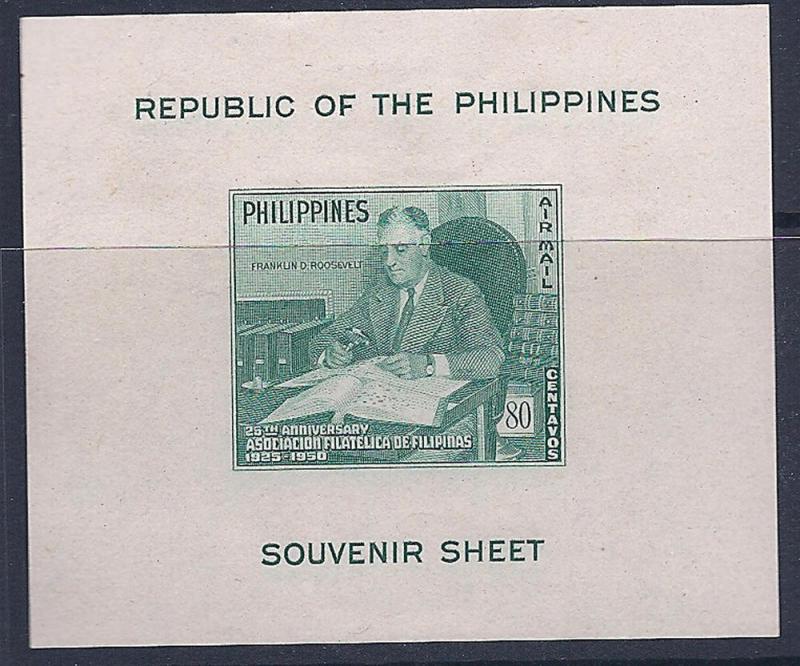 REPUBLIC OF THE PHILIPPINES
PHILIPPINES
AIR MAIL
FRANKLIN D. ROOSEVELT
CENTAVOS
80
25TH ANNIVERSARY
ASOCIACION FILATELICA DE FILIPINAS
1925-1950
SOUVENIR SHEET